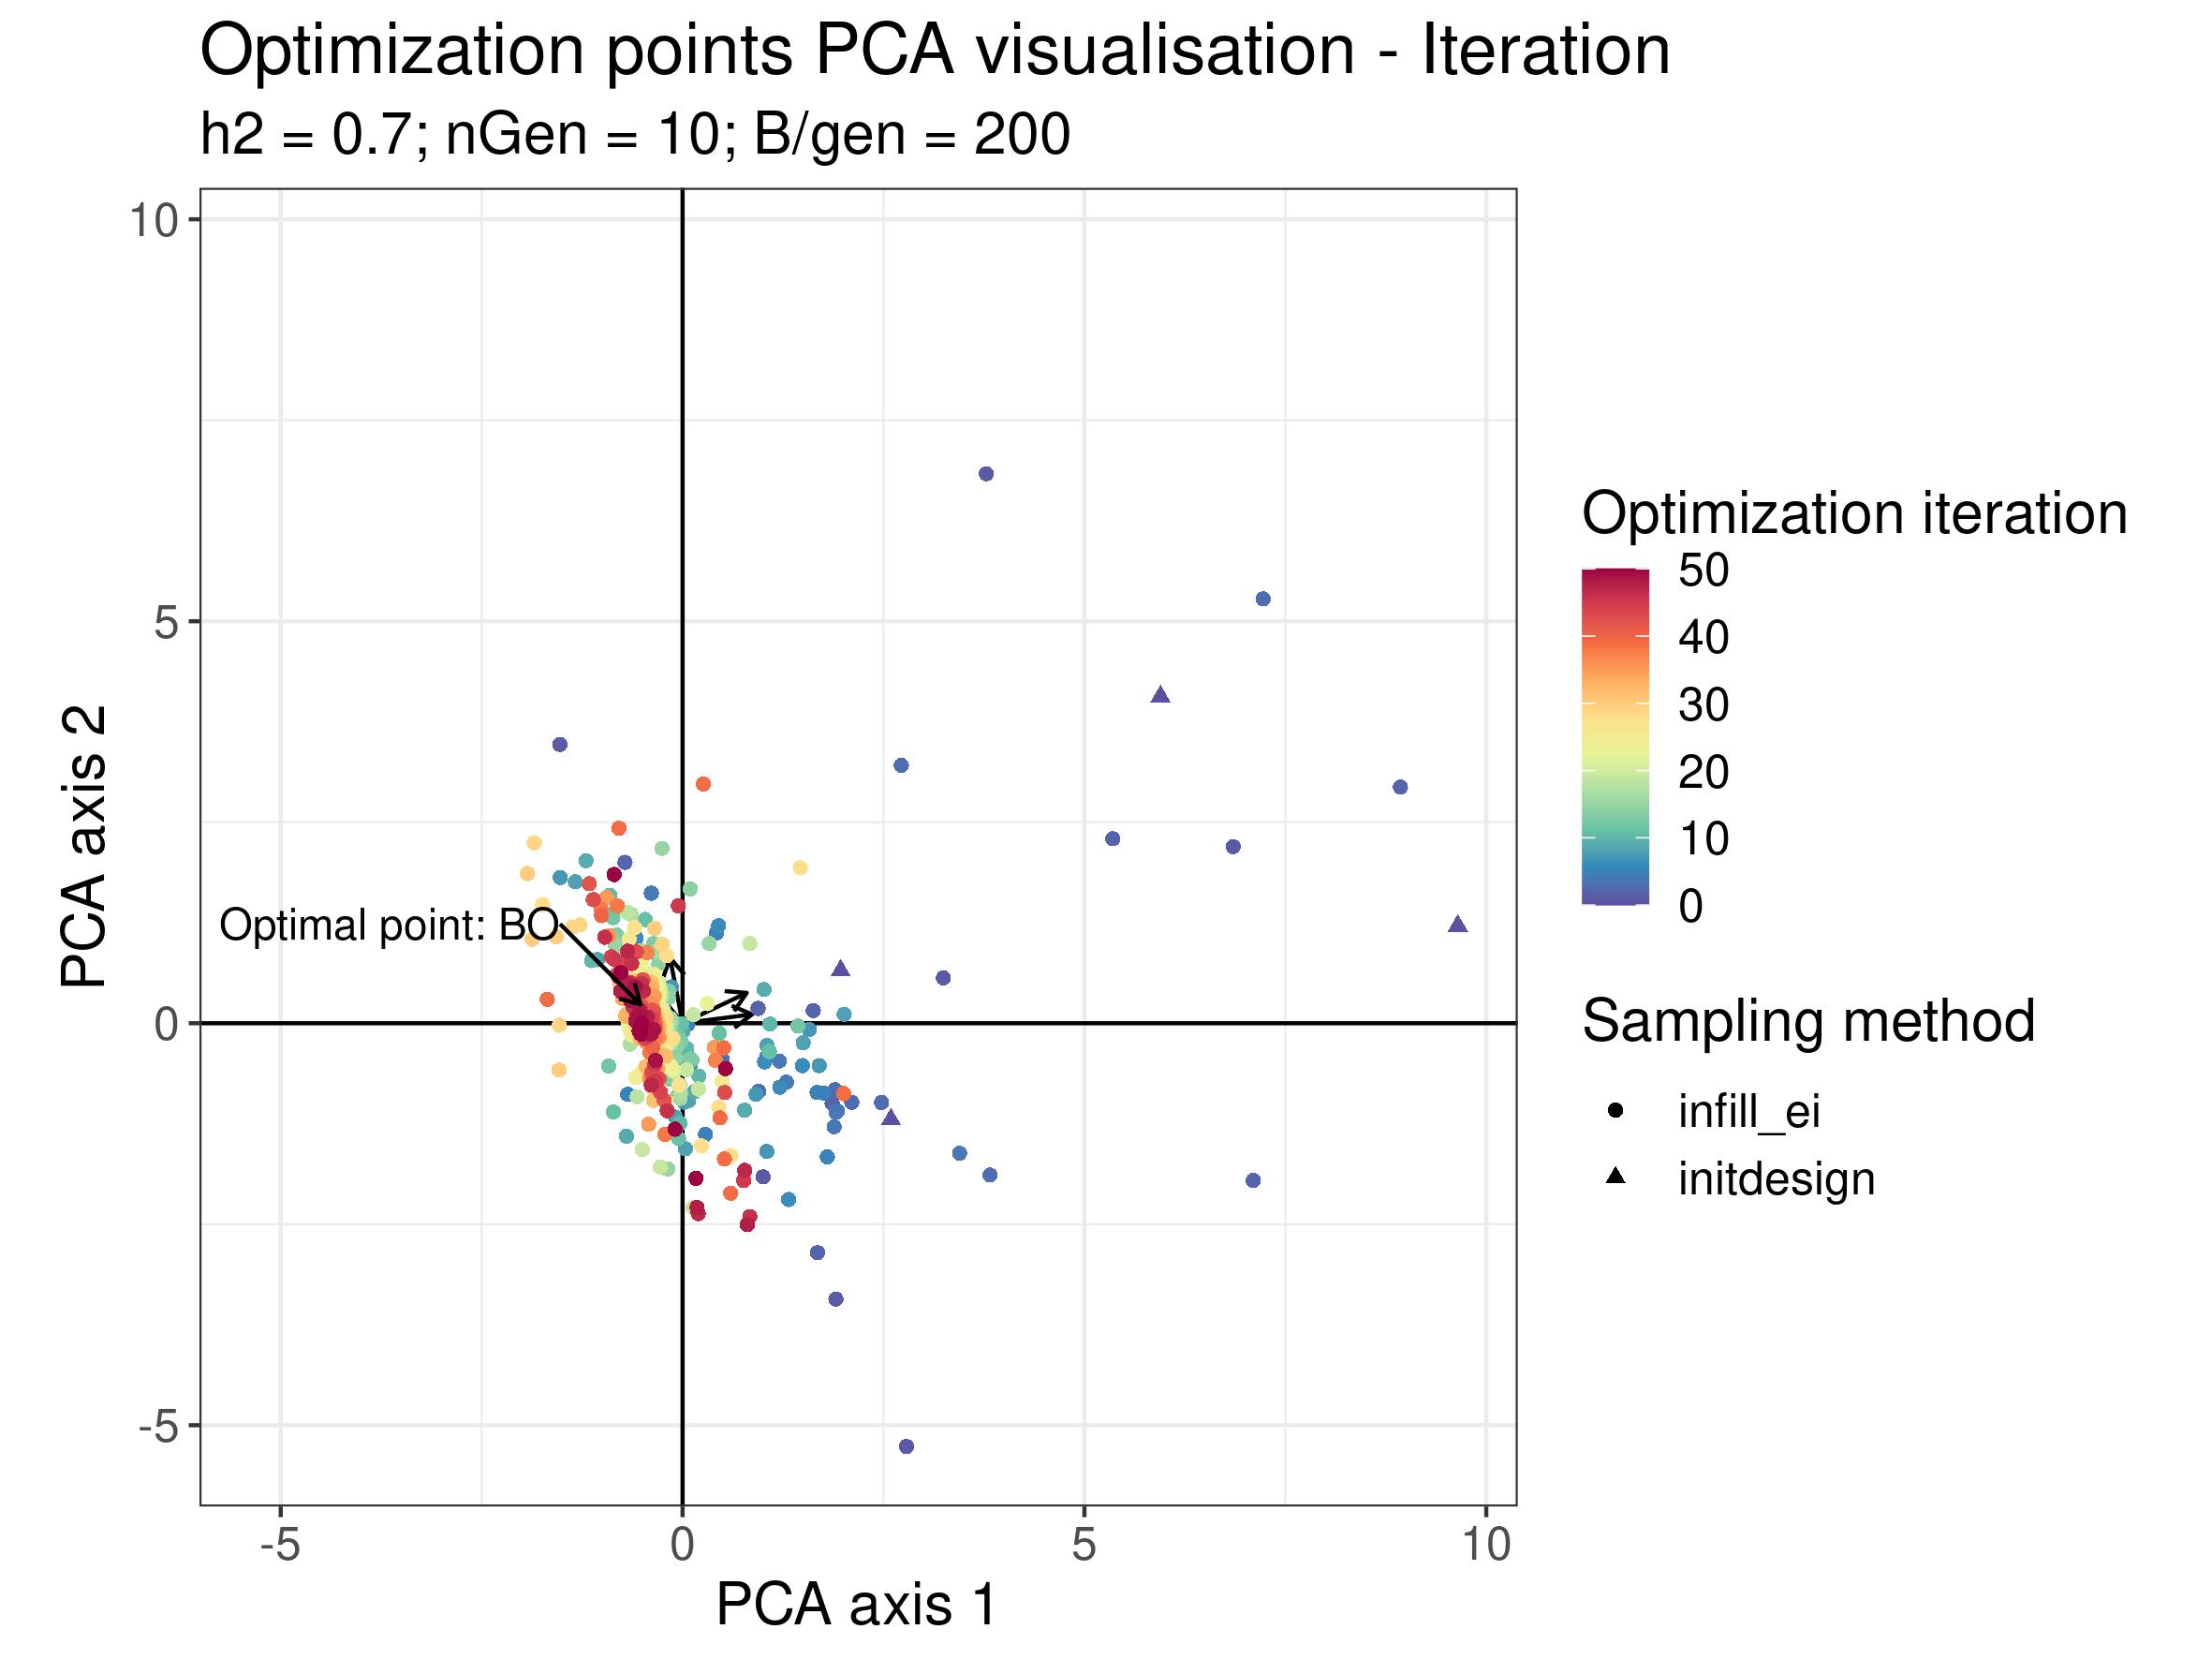 Optimization points PCA visualisation - Iteration
h2 = 0.7; nGen = 10; B/gen = 200
10
5
0
-5
PCA axis 2
Optimal point: BO
-5
0
5
10
PCA axis 1
Optimization iteration
50
40
30
20
10
0
Sampling method
infill_ei
initdesign